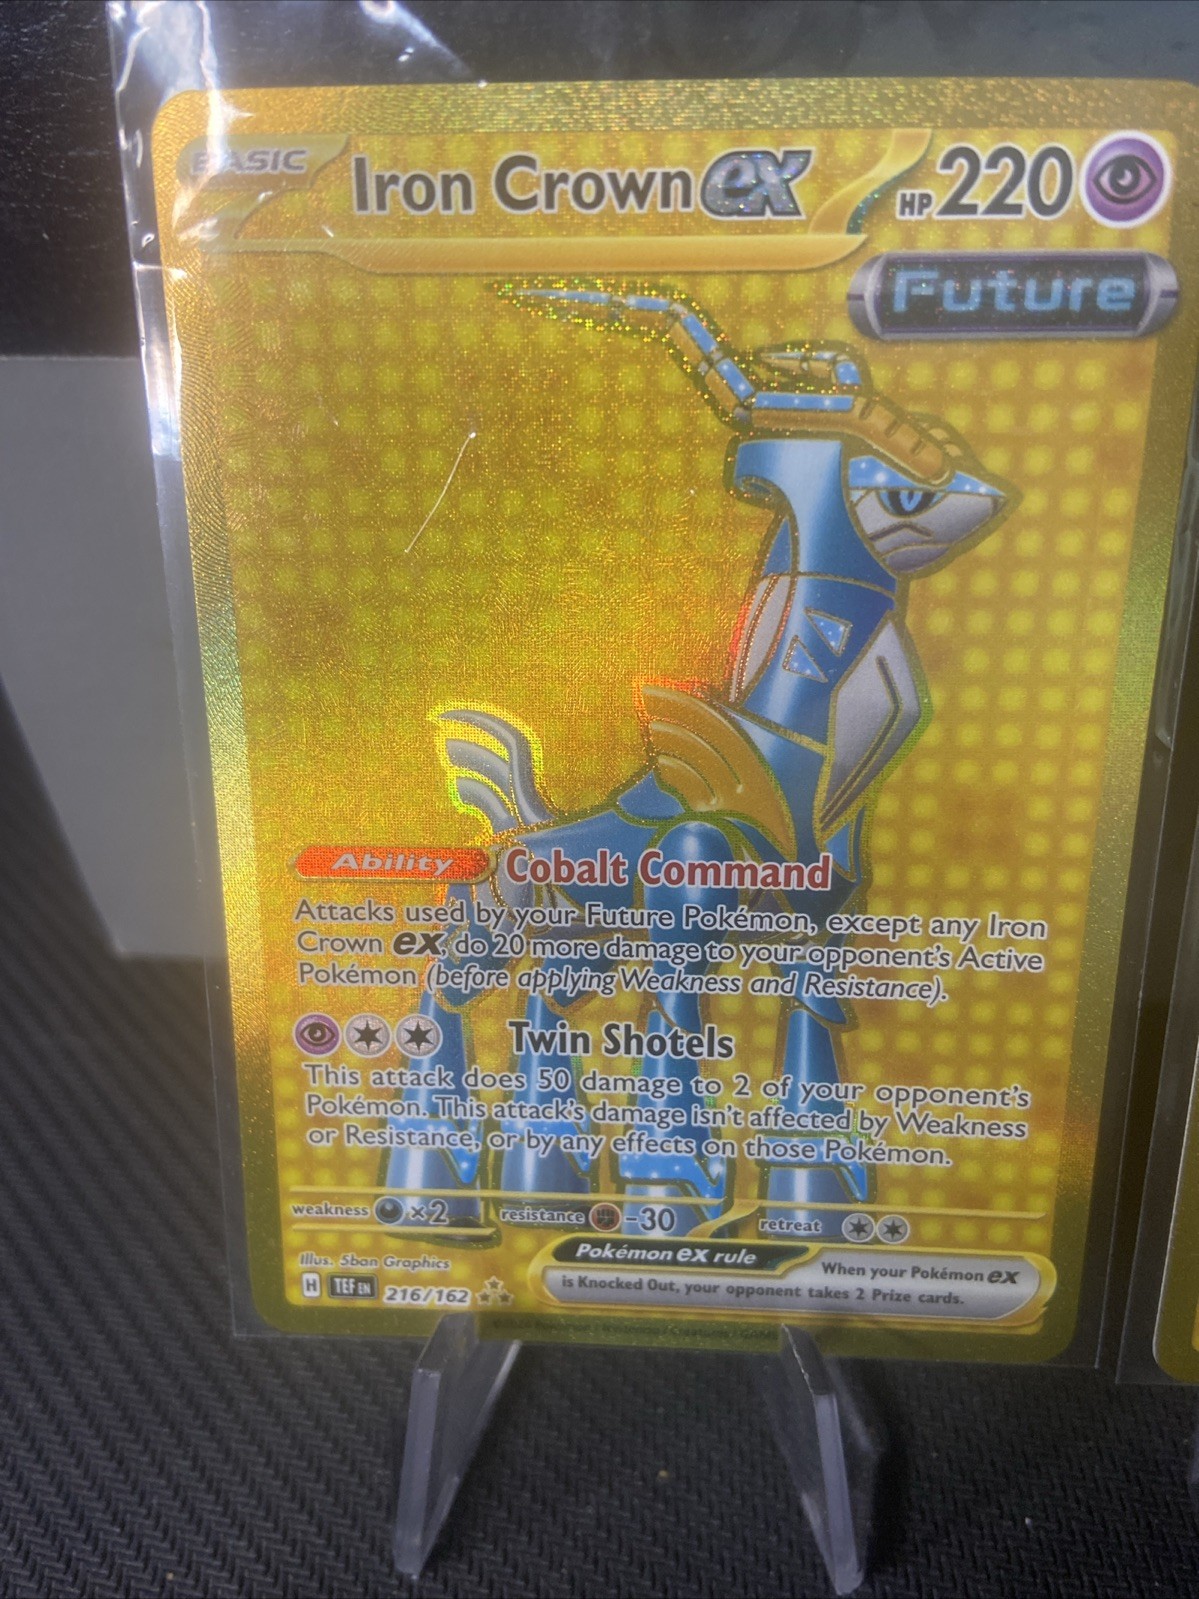 BASIC Iron Crown ex HP 220
Future
Ability Cobalt Command
Attacks used by your Future Pokémon, except any Iron
Crown ex, do 20 more damage to your opponent's Active
Pokémon (before applying Weakness and Resistance).
Twin Shotels
This attack does 50 damage to 2 of your opponent's
Pokémon. This attack's damage isn't affected by Weakness
or Resistance, or by any effects on those Pokémon.
weakness ×2 resistance -30 retreat
Illus. 5ban Graphics
Pokémon ex rule
When your Pokémon ex
is Knocked Out, your opponent takes 2 Prize cards.
H TEF EN 216/162